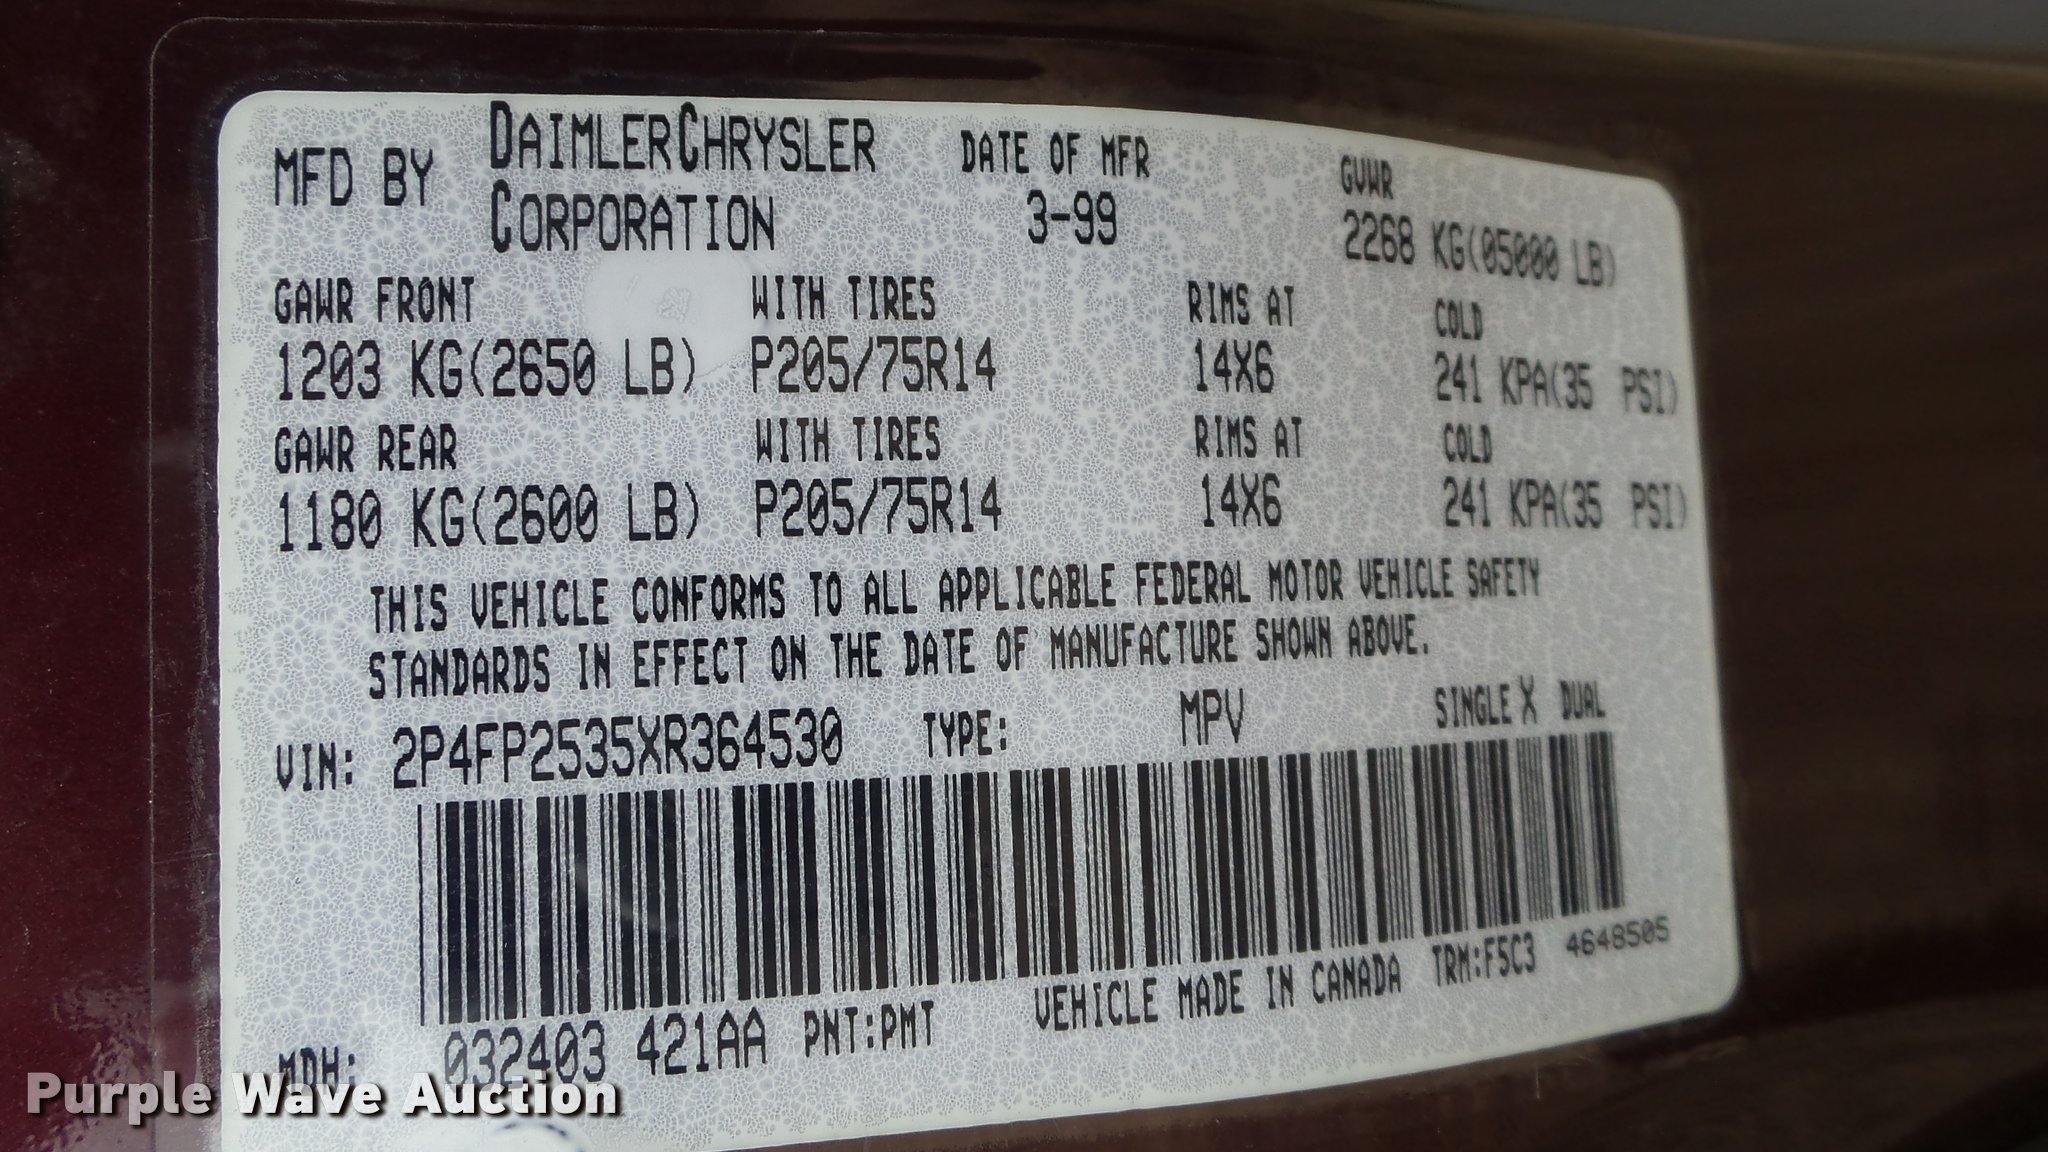 MFD BY DAIMLERCHRYSLER CORPORATION DATE OF MFR 3-99 GVWR 2268 KG(05000 LB)
GAWR FRONT WITH TIRES RIMS AT COLD
1203 KG(2650 LB) P205/75R14 14X6 241 KPA(35 PSI)
GAWR REAR WITH TIRES RIMS AT COLD
1180 KG(2600 LB) P205/75R14 14X6 241 KPA(35 PSI)
THIS VEHICLE CONFORMS TO ALL APPLICABLE FEDERAL MOTOR VEHICLE SAFETY
STANDARDS IN EFFECT ON THE DATE OF MANUFACTURE SHOWN ABOVE.
VIN: 2P4FP2535XR364530 TYPE: MPV SINGLE X DUAL
MDH: 032403 421AA PNT:PMT VEHICLE MADE IN CANADA TRM:F5C3 4648505
Purple Wave Auction